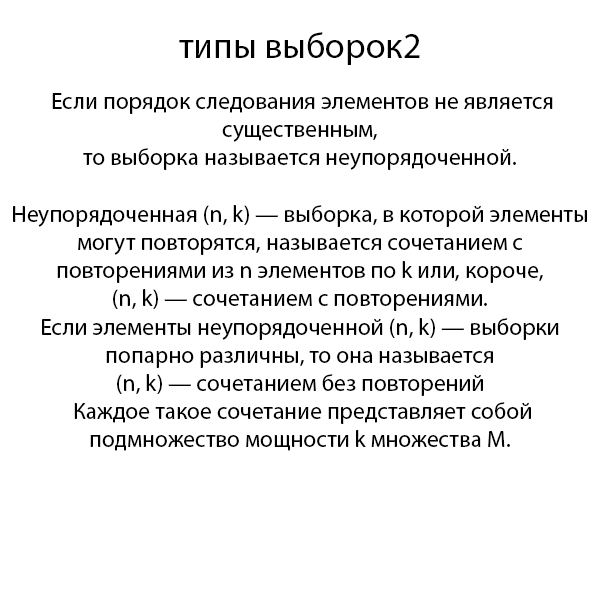 типы выборок2
Если порядок следования элементов не является
существенным,
то выборка называется неупорядоченной.
Неупорядоченная (n, k) — выборка, в которой элементы
могут повторятся, называется сочетанием с
повторениями из n элементов по k или, короче,
(n, k) — сочетанием с повторениями.
Если элементы неупорядоченной (n, k) — выборки
попарно различны, то она называется
(n, k) — сочетанием без повторений
Каждое такое сочетание представляет собой
подмножество мощности k множества M.